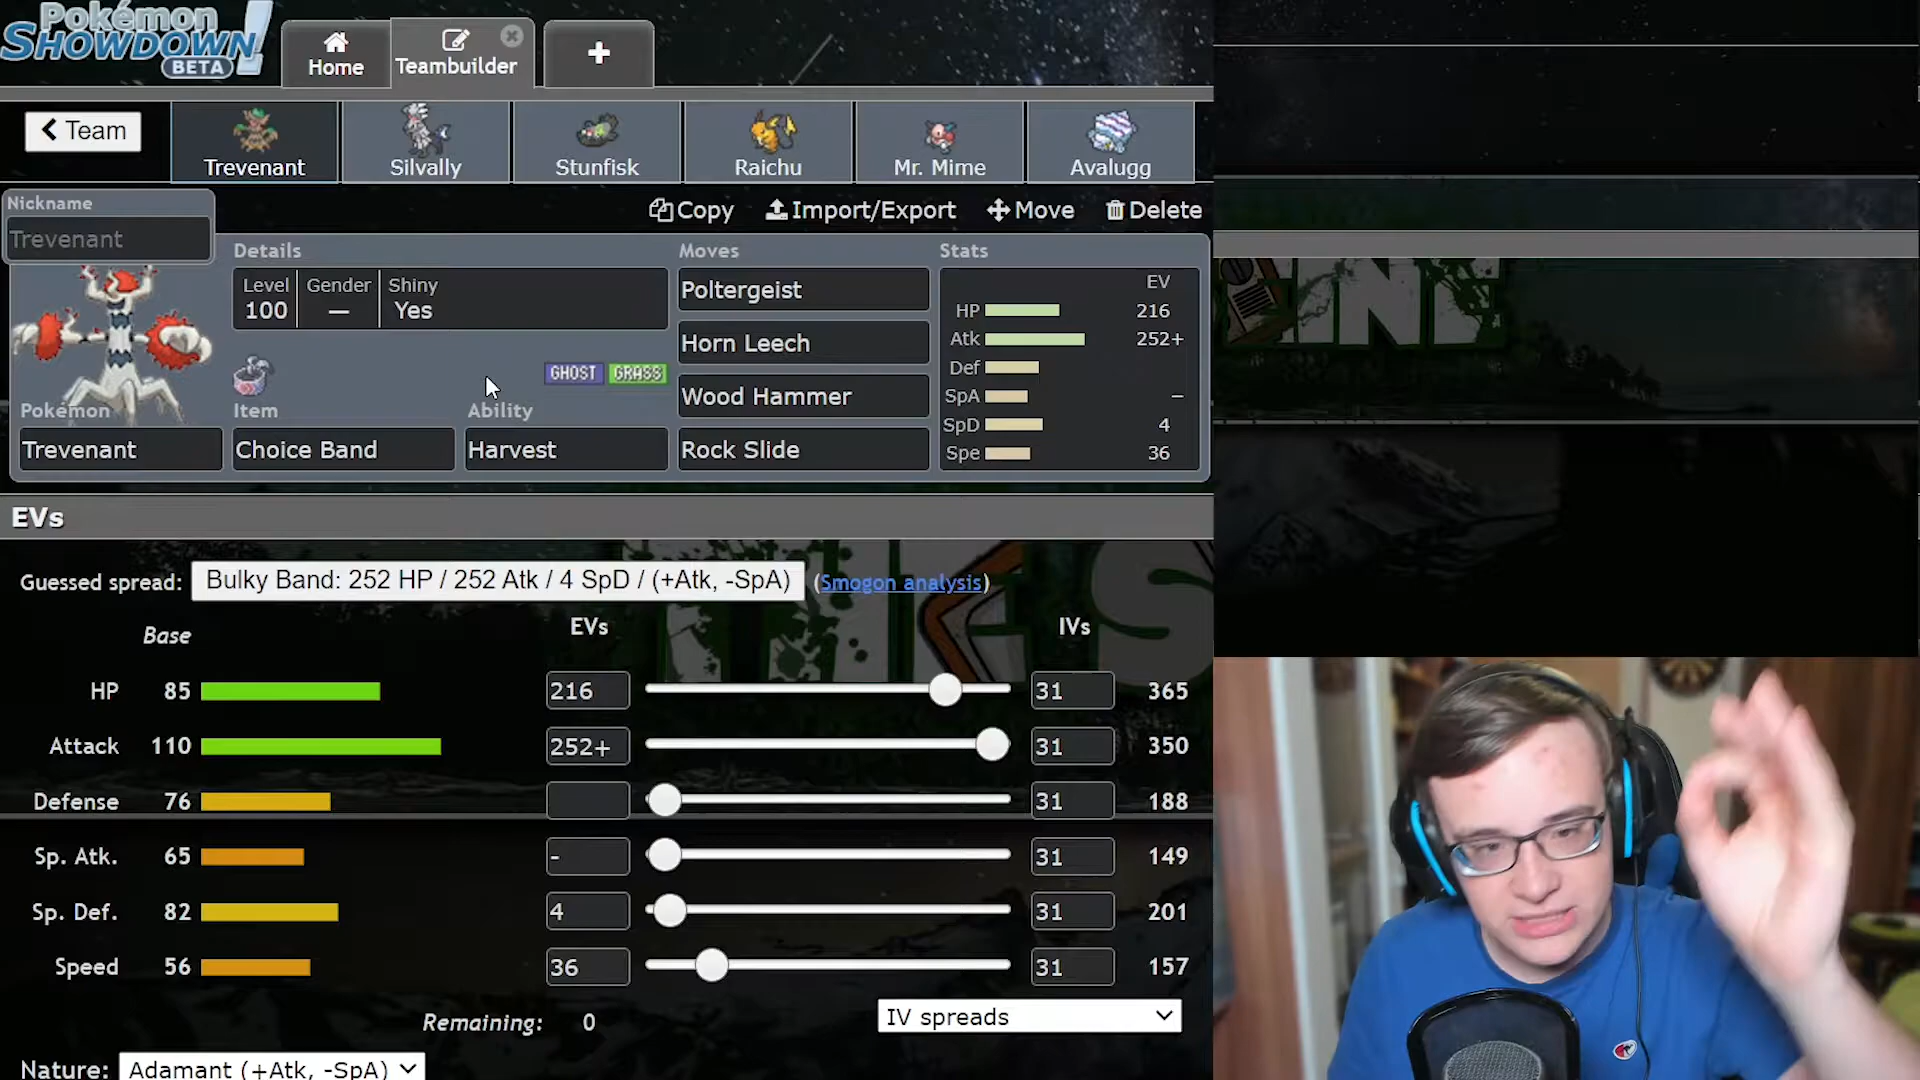 Pokémon
SHOWDOWN!
BETA
Home
Teambuilder
+
Team
Trevenant
Silvally
Stunfisk
Raichu
Mr. Mime
Avalugg
Nickname
Trevenant
Copy
Import/Export
Move
Delete
Details
Moves
Stats
Level
Gender
Shiny
100
—
Yes
Poltergeist
Horn Leech
Wood Hammer
Rock Slide
EV
HP 216
Atk 252+
Def
SpA –
SpD 4
Spe 36
GHOST GRASS
Pokémon
Item
Ability
Trevenant
Choice Band
Harvest
EVs
Guessed spread: Bulky Band: 252 HP / 252 Atk / 4 SpD / (+Atk, -SpA) (Smogon analysis)
Base EVs IVs
HP 85 216 31 365
Attack 110 252+ 31 350
Defense 76 31 188
Sp. Atk. 65 - 31 149
Sp. Def. 82 4 31 201
Speed 56 36 31 157
Remaining: 0
IV spreads
Nature: Adamant (+Atk, -SpA)